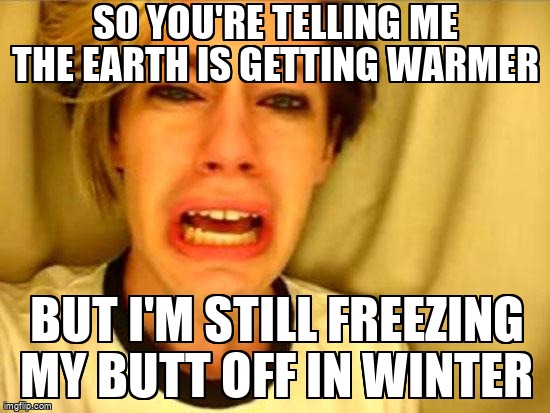 SO YOU'RE TELLING ME
THE EARTH IS GETTING WARMER
BUT I'M STILL FREEZING
MY BUTT OFF IN WINTER
imgflip.com